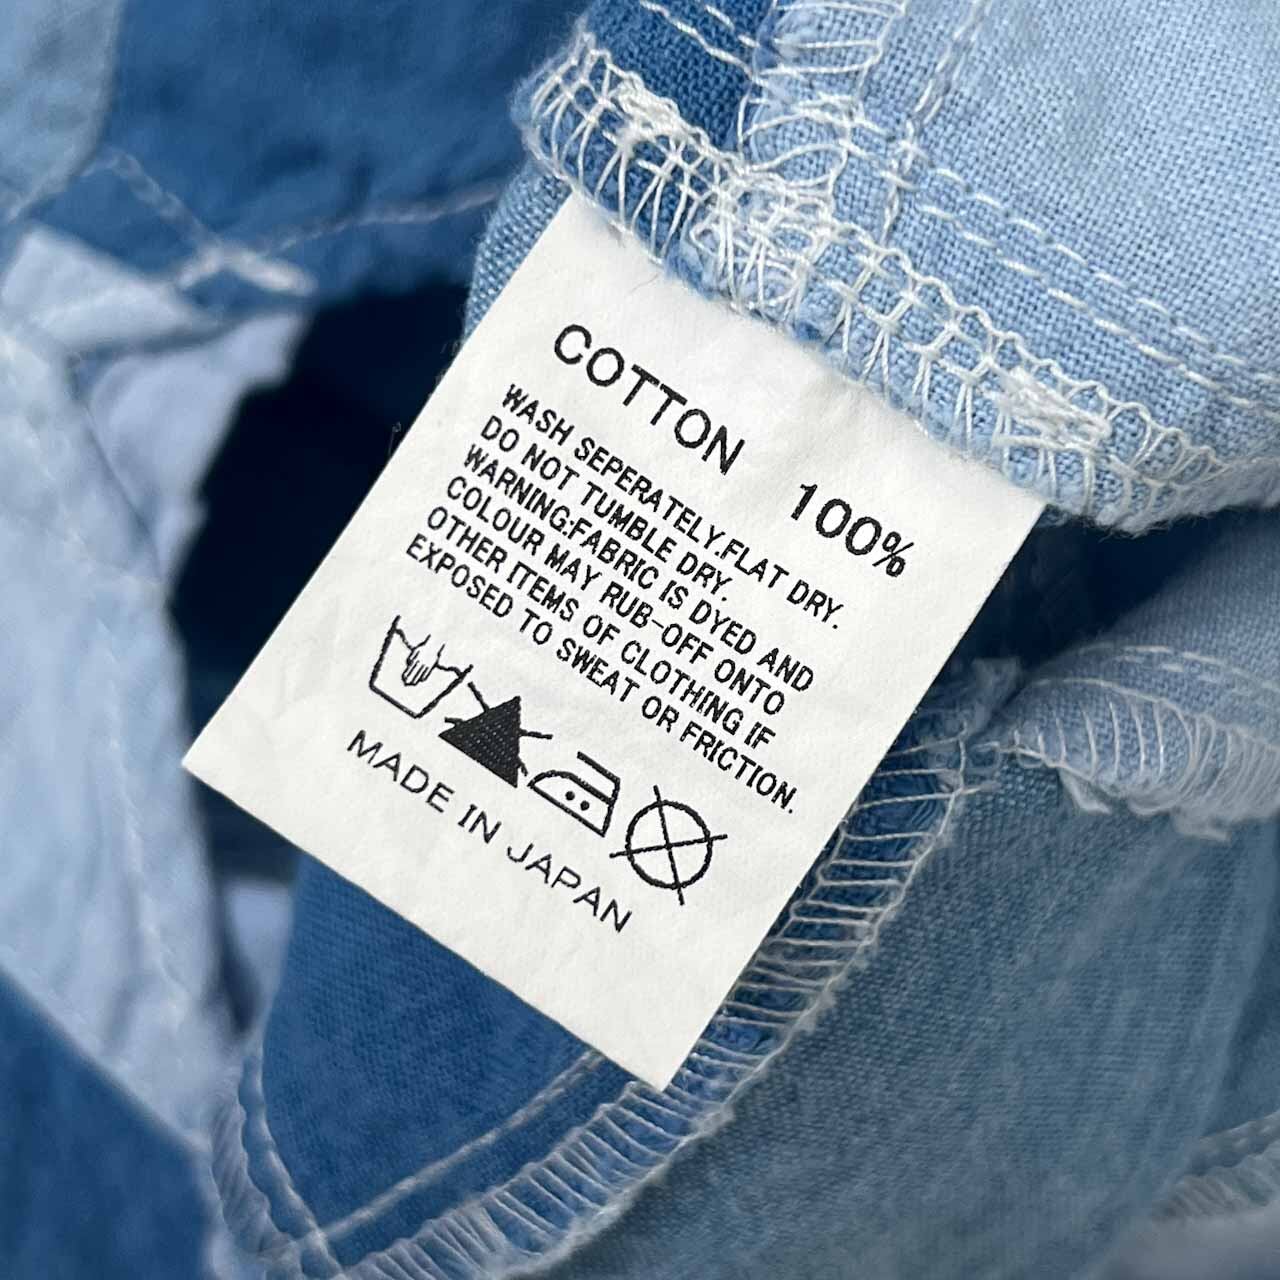 COTTON 100%
WASH SEPERATELY.FLAT DRY.
DO NOT TUMBLE DRY.
WARNING:FABRIC IS DYED AND
COLOUR MAY RUB-OFF ONTO
OTHER ITEMS OF CLOTHING IF
EXPOSED TO SWEAT OR FRICTION.
MADE IN JAPAN